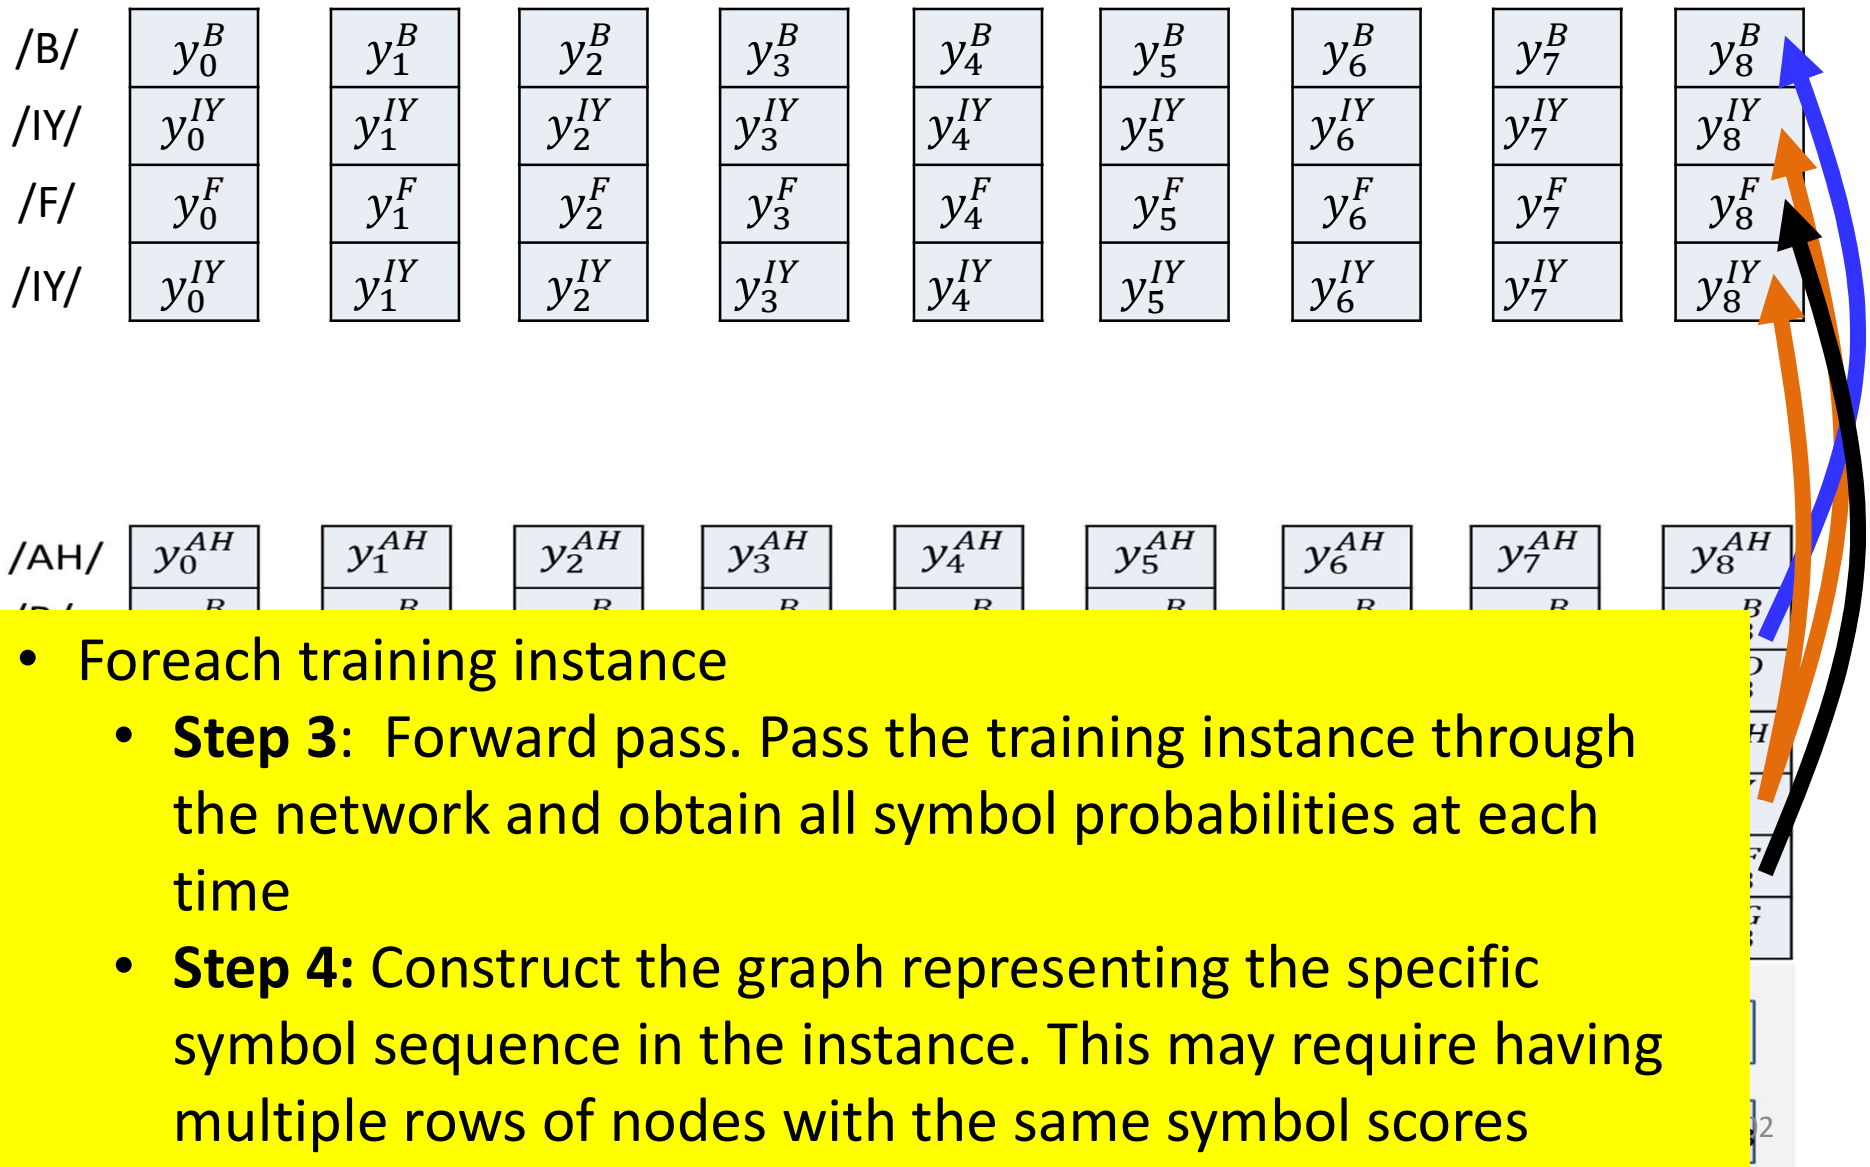 /B/ y_0^B y_1^B y_2^B y_3^B y_4^B y_5^B y_6^B y_7^B y_8^B
/IY/ y_0^{IY} y_1^{IY} y_2^{IY} y_3^{IY} y_4^{IY} y_5^{IY} y_6^{IY} y_7^{IY} y_8^{IY}
/F/ y_0^F y_1^F y_2^F y_3^F y_4^F y_5^F y_6^F y_7^F y_8^F
/IY/ y_0^{IY} y_1^{IY} y_2^{IY} y_3^{IY} y_4^{IY} y_5^{IY} y_6^{IY} y_7^{IY} y_8^{IY}
/AH/ y_0^{AH} y_1^{AH} y_2^{AH} y_3^{AH} y_4^{AH} y_5^{AH} y_6^{AH} y_7^{AH} y_8^{AH}
• Foreach training instance
• Step 3: Forward pass. Pass the training instance through
the network and obtain all symbol probabilities at each
time
• Step 4: Construct the graph representing the specific
symbol sequence in the instance. This may require having
multiple rows of nodes with the same symbol scores